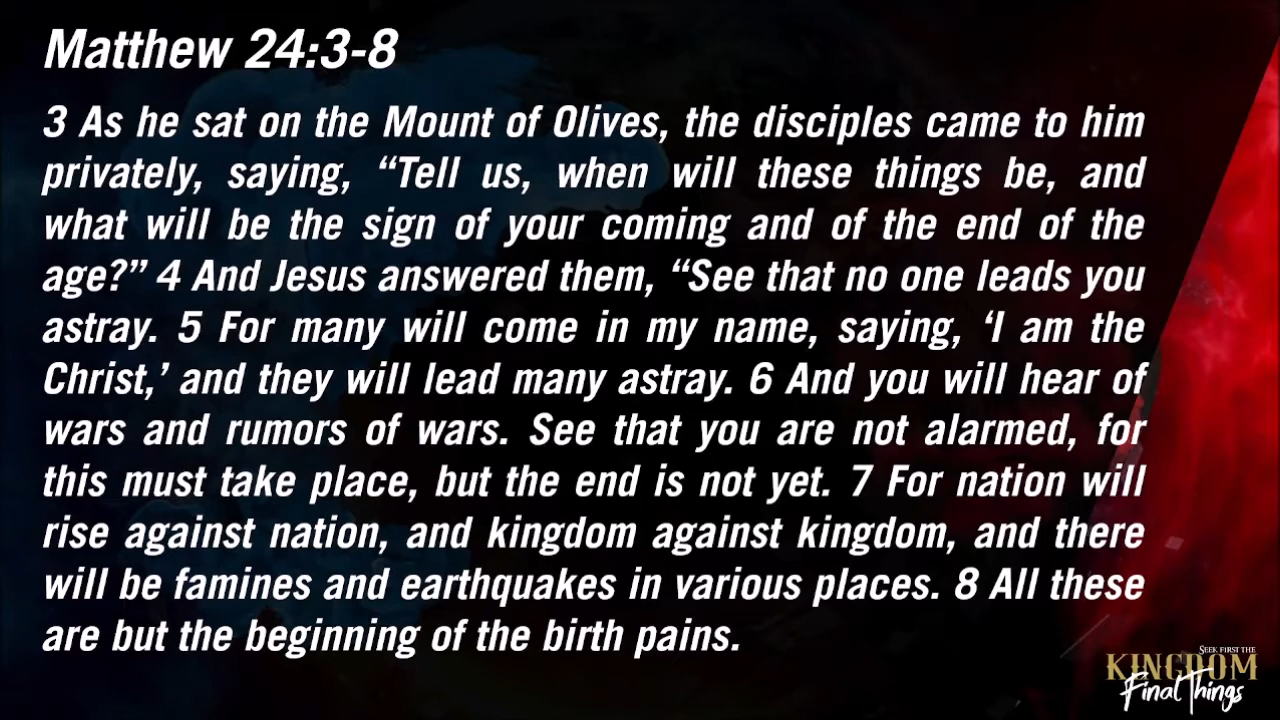 Matthew 24:3-8
3 As he sat on the Mount of Olives, the disciples came to him
privately, saying, “Tell us, when will these things be, and
what will be the sign of your coming and of the end of the
age?” 4 And Jesus answered them, “See that no one leads you
astray. 5 For many will come in my name, saying, ‘I am the
Christ,’ and they will lead many astray. 6 And you will hear of
wars and rumors of wars. See that you are not alarmed, for
this must take place, but the end is not yet. 7 For nation will
rise against nation, and kingdom against kingdom, and there
will be famines and earthquakes in various places. 8 All these
are but the beginning of the birth pains.
SEEK FIRST THE
KINGDOM
Final Things